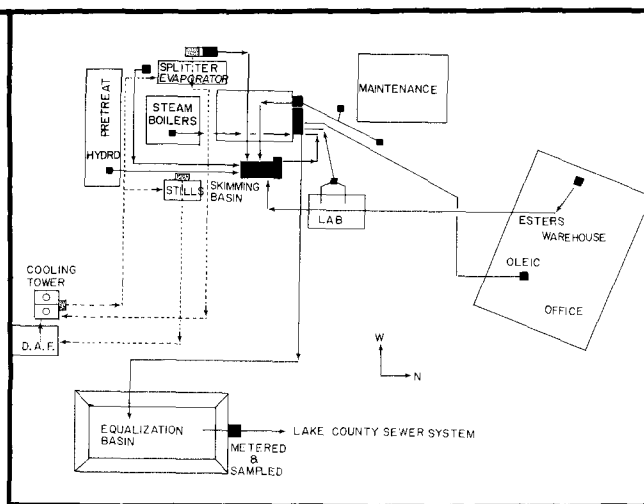 SPLITTER
EVAPORATOR
MAINTENANCE
PRETREAT
STEAM
BOILERS
HYDRO
STILLS
SKIMMING
BASIN
LAB
ESTERS
WAREHOUSE
OLEIC
OFFICE
COOLING
TOWER
D.A.F.
W
N
EQUALIZATION
BASIN
LAKE COUNTY SEWER SYSTEM
METERED
&
SAMPLED